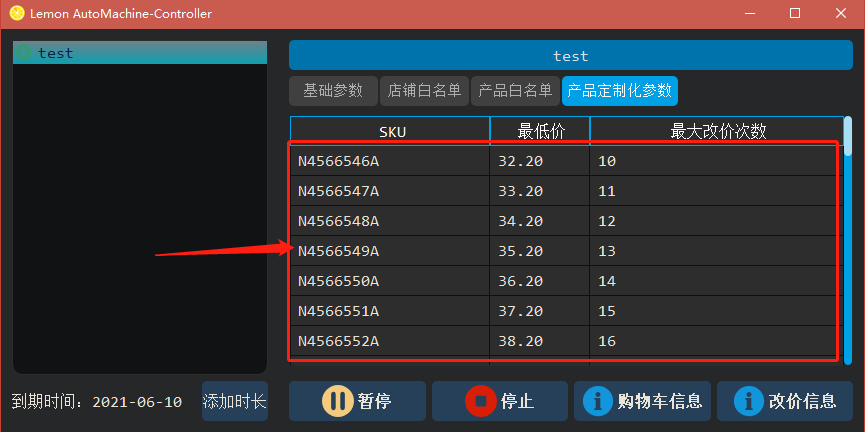 Lemon AutoMachine-Controller
test
test
基础参数 店铺白名单 产品白名单 产品定制化参数
SKU 最低价 最大改价次数
N4566546A 32.20 10
N4566547A 33.20 11
N4566548A 34.20 12
N4566549A 35.20 13
N4566550A 36.20 14
N4566551A 37.20 15
N4566552A 38.20 16
到期时间：2021-06-10 添加时长 暂停 停止 购物车信息 改价信息